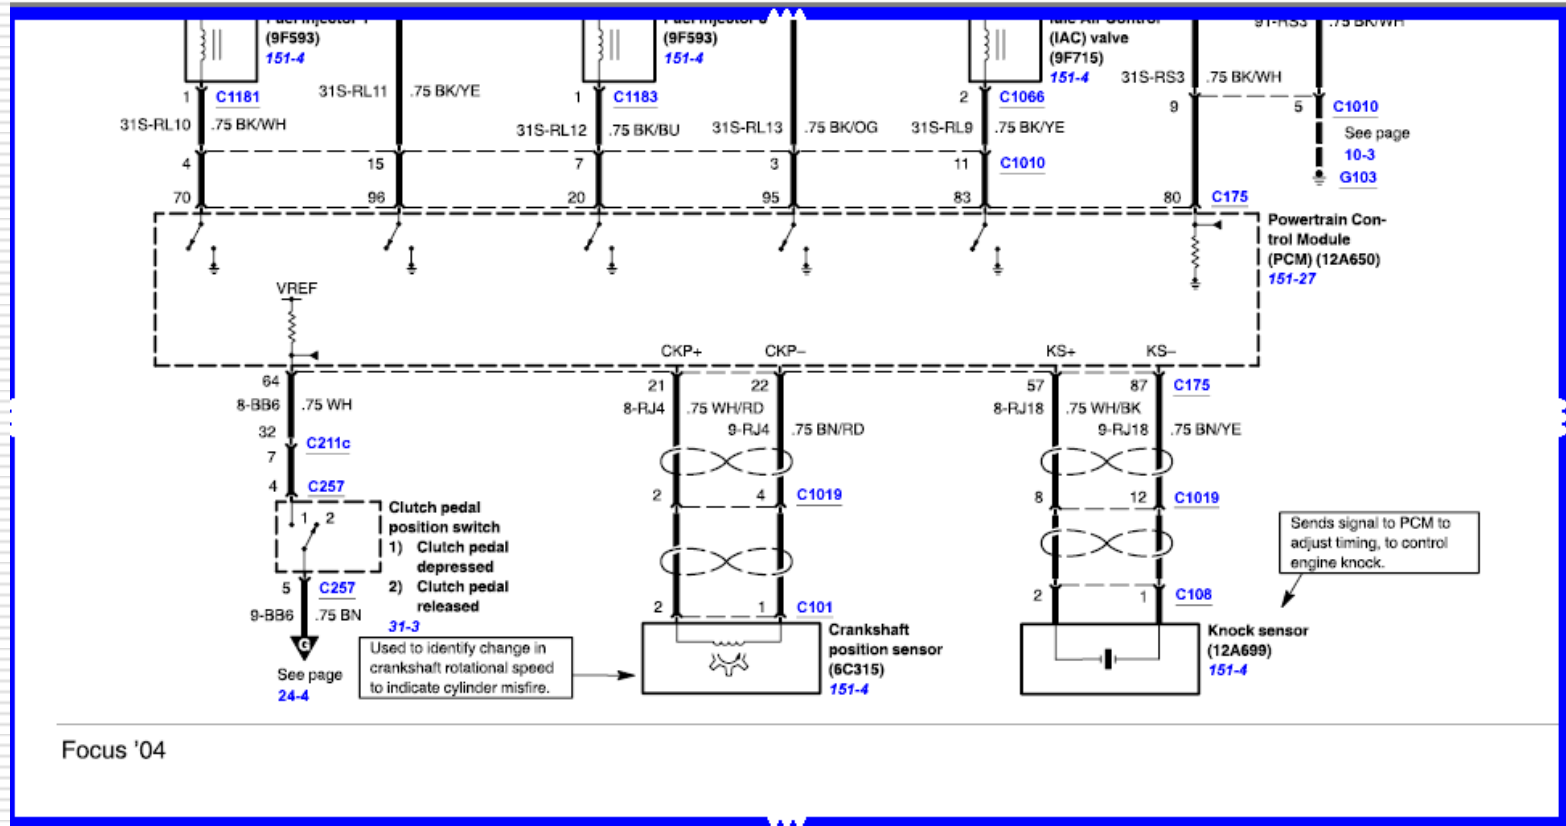 Fuel Injector
(9F593)
151-4
Fuel Injector
(9F593)
151-4
Idle Air Control
(IAC) valve
(9F715)
151-4
91-RS3 .75 BK/WH
31S-RL11 .75 BK/YE
31S-RS3 .75 BK/WH
1 C1181
1 C1183
2 C1066
9 5 C1010
31S-RL10 .75 BK/WH
31S-RL12 .75 BK/BU
31S-RL13 .75 BK/OG
31S-RL9 .75 BK/YE
See page
10-3
G103
4 15 7 3 11 C1010
70 96 20 95 83 80 C175
Powertrain Con-
trol Module
(PCM) (12A650)
151-27
VREF
CKP+ CKP– KS+ KS–
64 21 22 57 87 C175
8-BB6 .75 WH
8-RJ4 .75 WH/RD
9-RJ4 .75 BN/RD
8-RJ18 .75 WH/BK
9-RJ18 .75 BN/YE
32
C211c
7
4 C257
2 4 C1019
8 12 C1019
1 2
Clutch pedal
position switch
1) Clutch pedal
depressed
2) Clutch pedal
released
31-3
Sends signal to PCM to
adjust timing, to control
engine knock.
5 C257
9-BB6 .75 BN
G
See page
24-4
2 1 C101
2 1 C108
Used to identify change in
crankshaft rotational speed
to indicate cylinder misfire.
Crankshaft
position sensor
(6C315)
151-4
Knock sensor
(12A699)
151-4
Focus '04